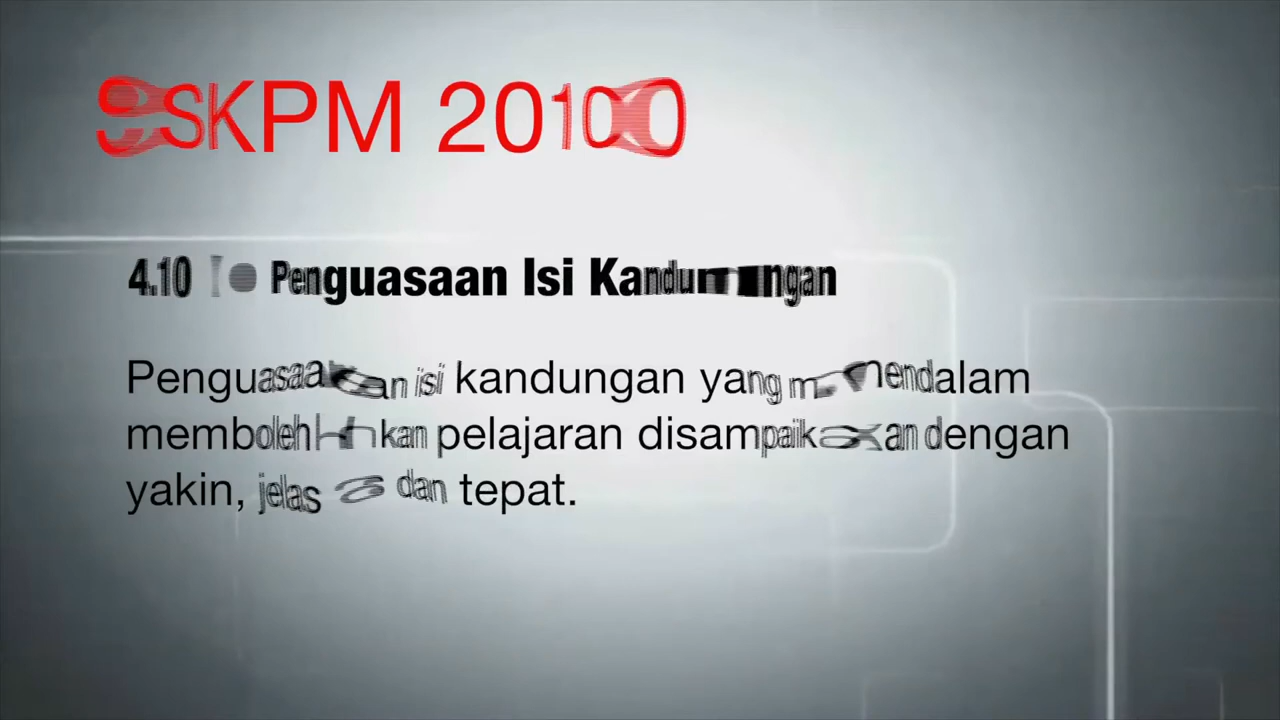 SKPM 2010
4.10 Penguasaan Isi Kandungan
Penguasaan isi kandungan yang mendalam
membolehkan pelajaran disampaikan dengan
yakin, jelas dan tepat.